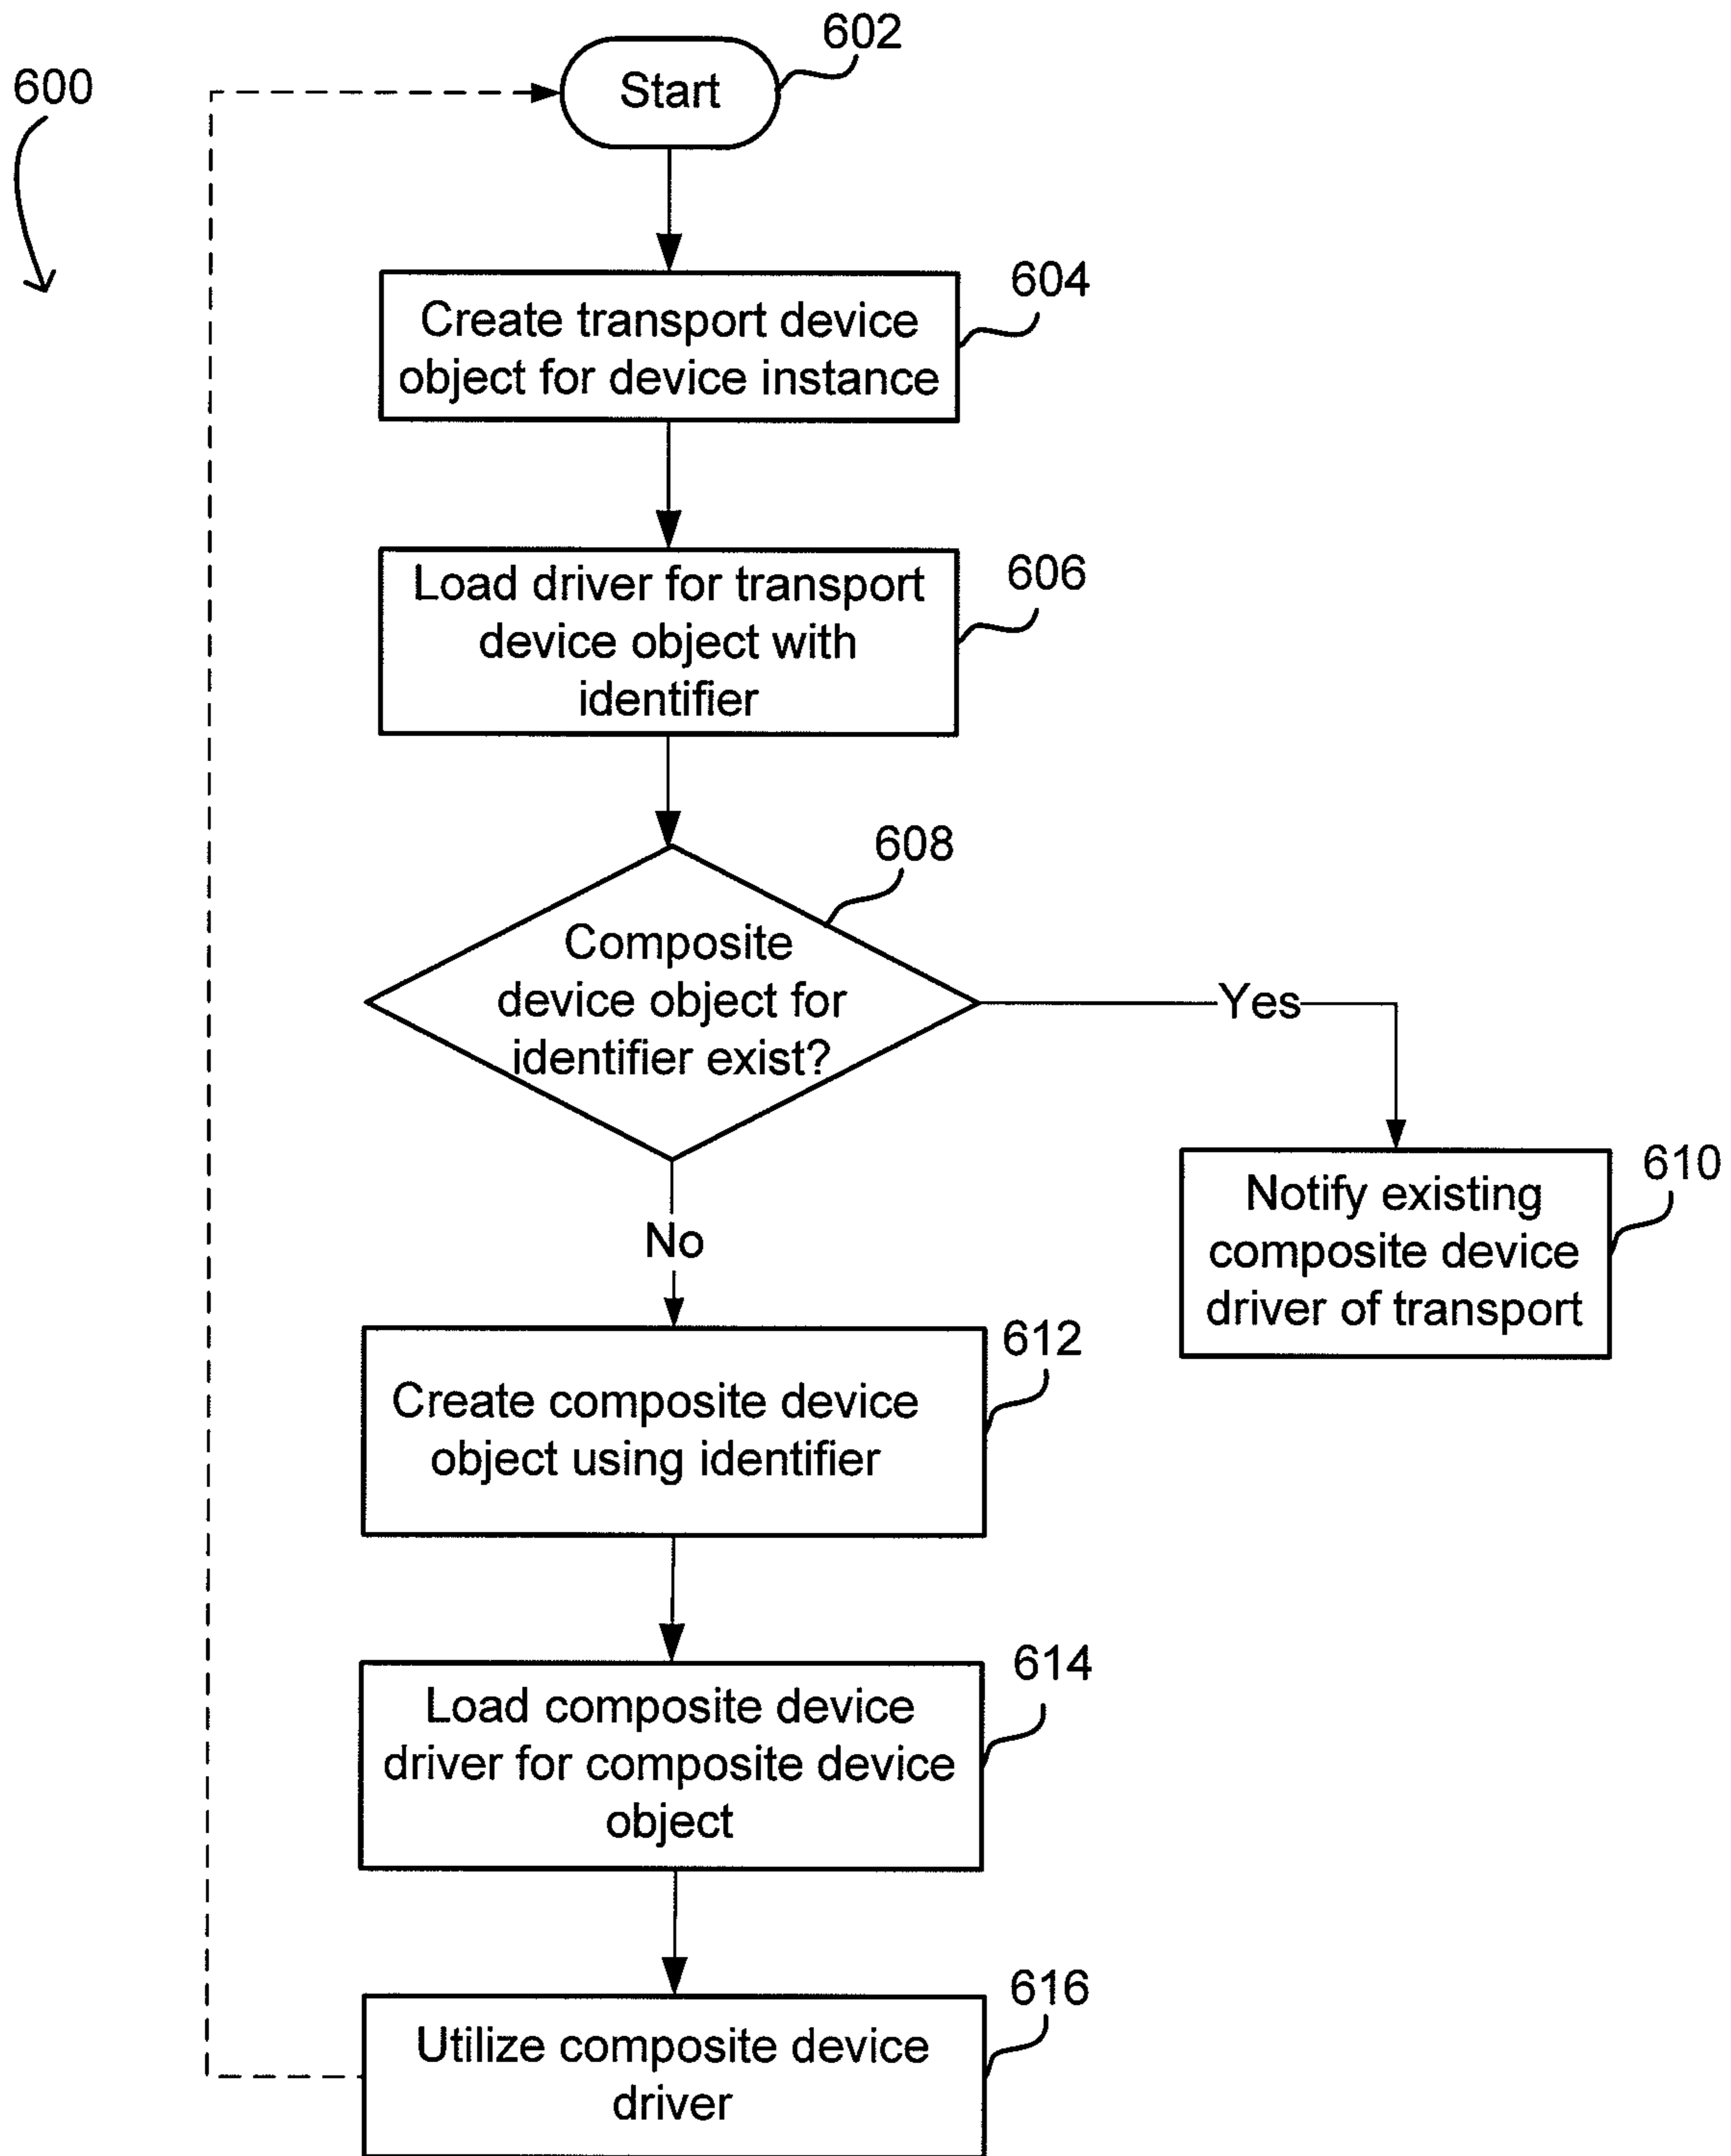 600
602
Start
604
Create transport device
object for device instance
606
Load driver for transport
device object with
identifier
608
Composite
device object for
identifier exist?
Yes
610
Notify existing
composite device
driver of transport
No
612
Create composite device
object using identifier
614
Load composite device
driver for composite device
object
616
Utilize composite device
driver